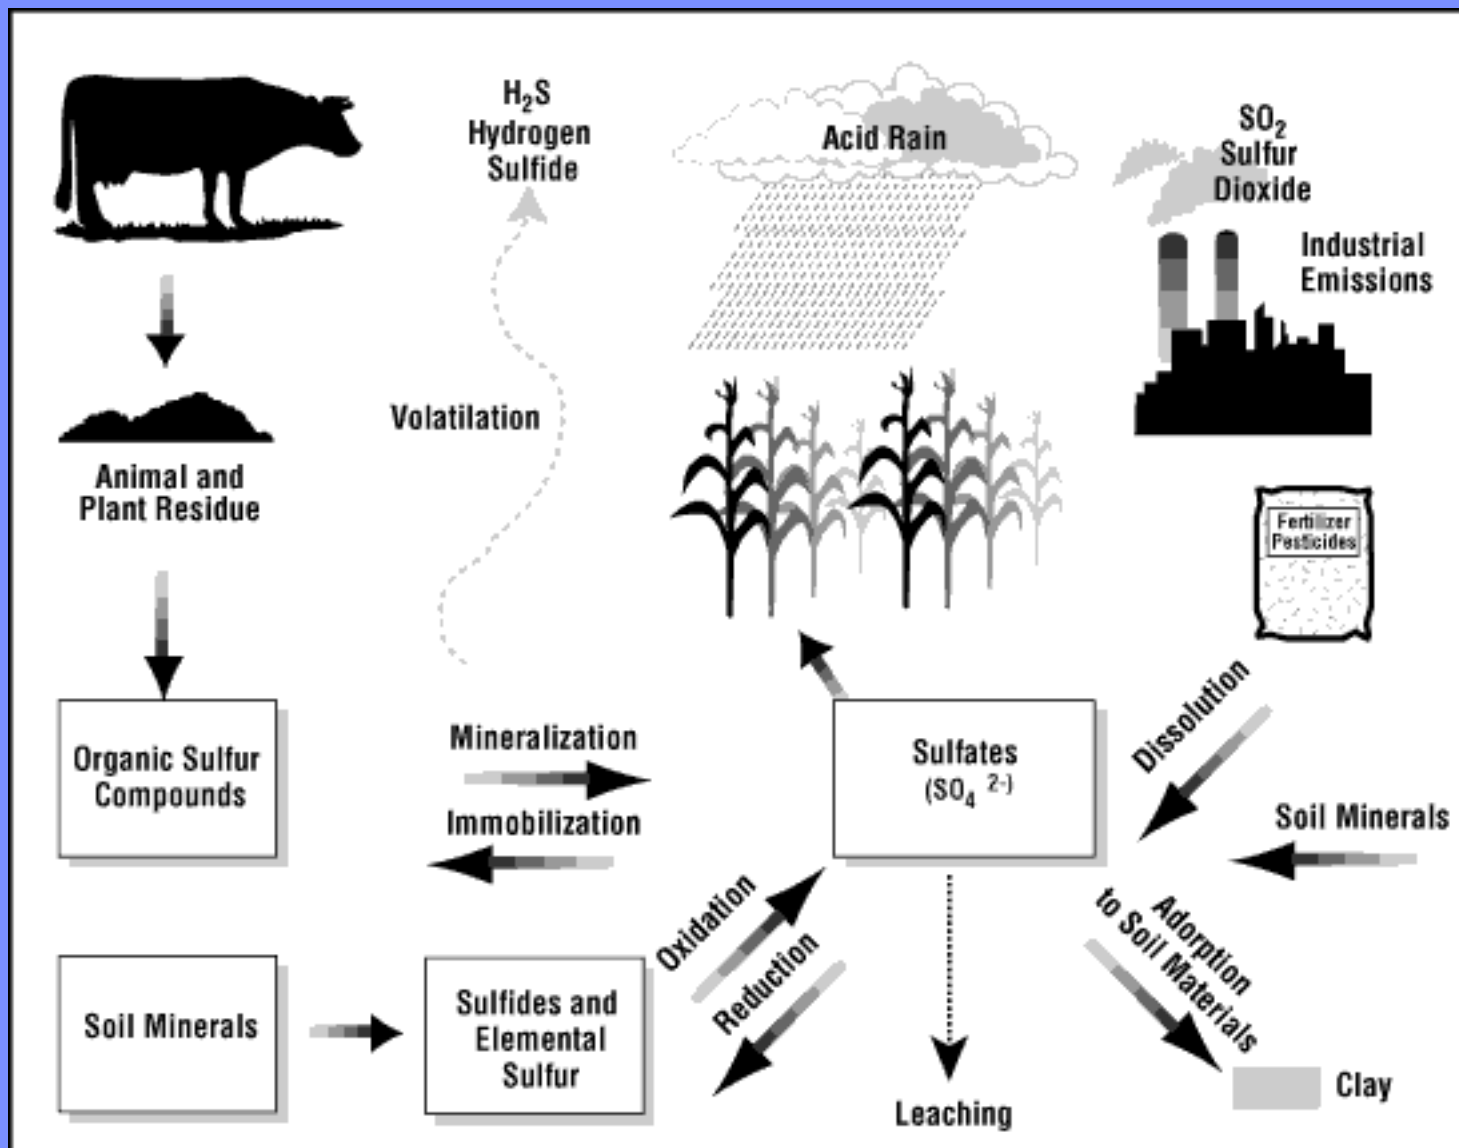 H₂S
Hydrogen
Sulfide
Acid Rain
SO₂
Sulfur
Dioxide
Industrial
Emissions
Volatilation
Animal and
Plant Residue
Fertilizer
Pesticides
Organic Sulfur
Compounds
Mineralization
Immobilization
Sulfates
(SO₄ ²⁻)
Dissolution
Soil Minerals
Oxidation
Reduction
Adorption
to Soil Materials
Soil Minerals
Sulfides and
Elemental
Sulfur
Leaching
Clay